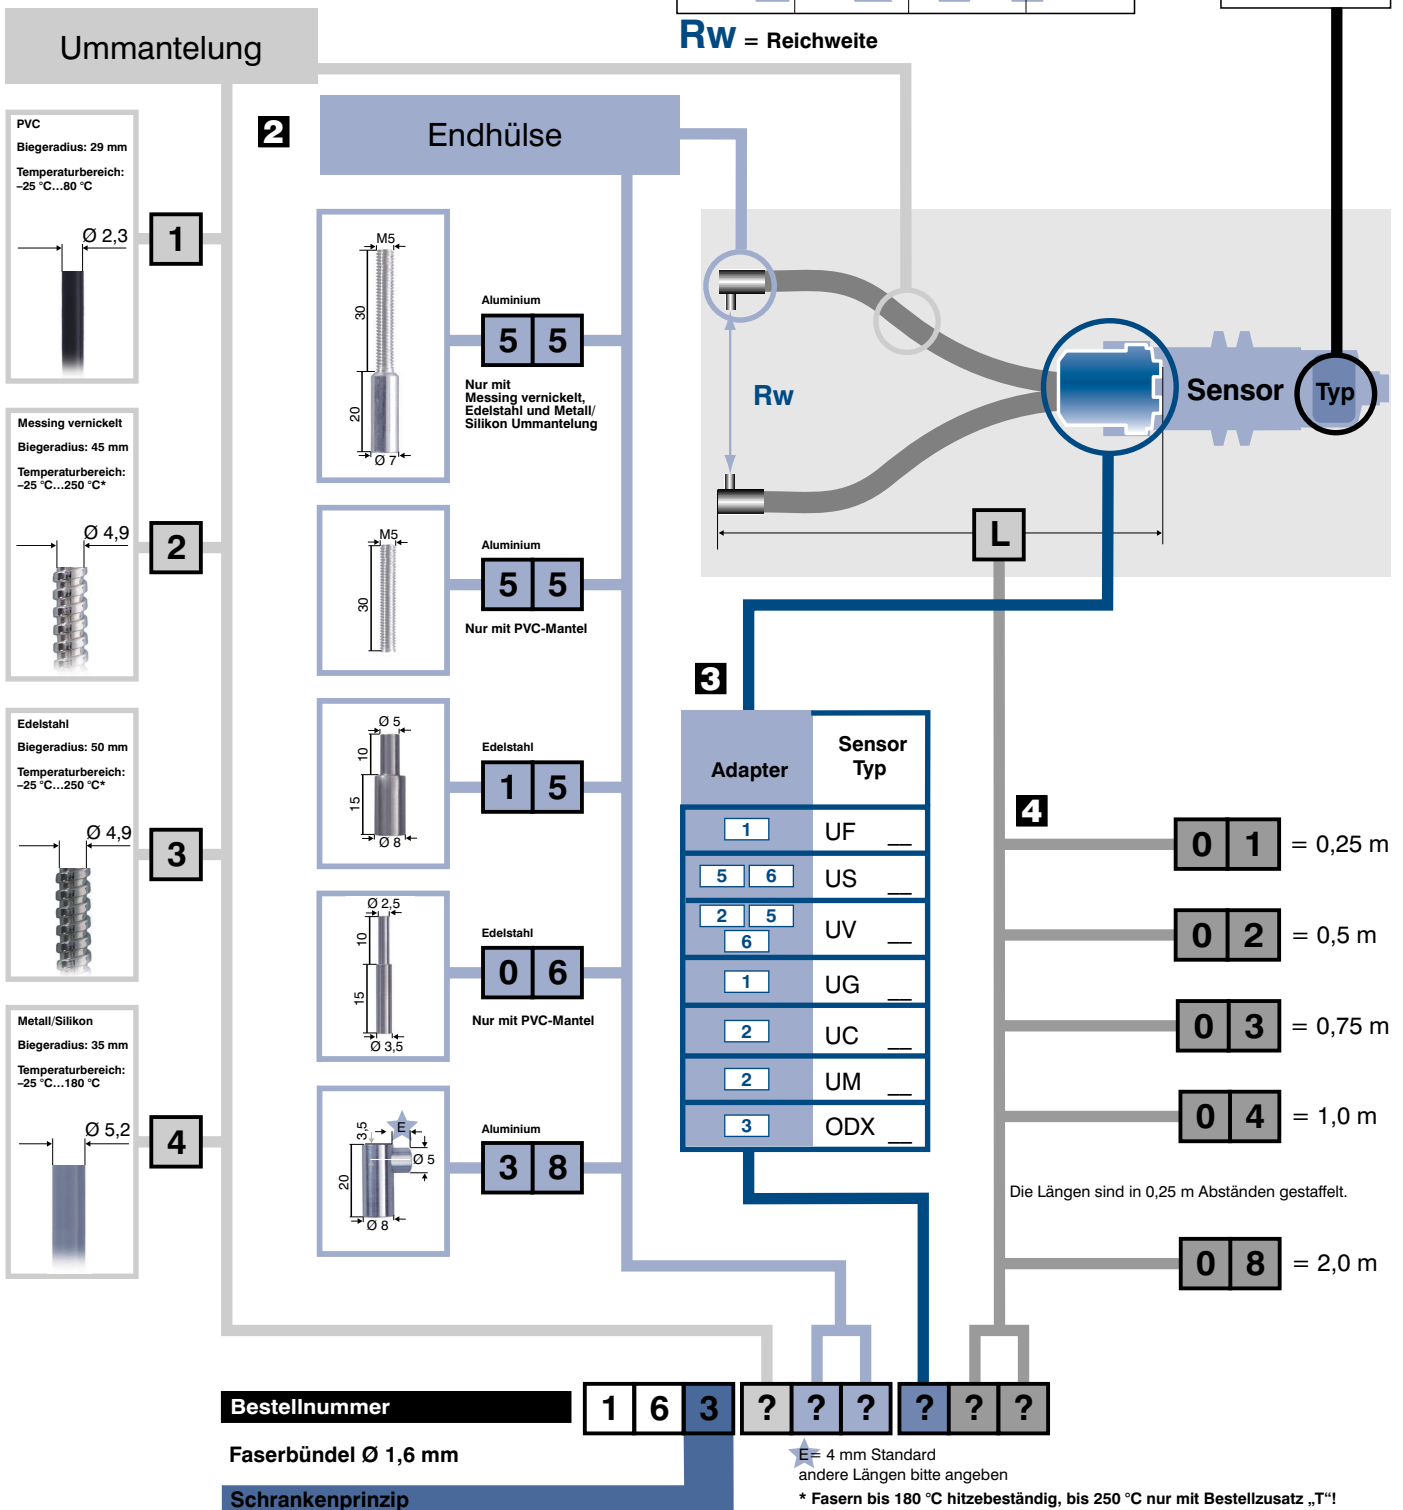 Rw = Reichweite
Ummantelung
PVC
Biegeradius: 29 mm
Temperaturbereich:
–25 °C...80 °C
Ø 2,3
1
Messing vernickelt
Biegeradius: 45 mm
Temperaturbereich:
–25 °C...250 °C*
Ø 4,9
2
Edelstahl
Biegeradius: 50 mm
Temperaturbereich:
–25 °C...250 °C*
Ø 4,9
3
Metall/Silikon
Biegeradius: 35 mm
Temperaturbereich:
–25 °C...180 °C
Ø 5,2
4
2
Endhülse
M5
30
20
Ø 7
Aluminium
5 5
Nur mit
Messing vernickelt,
Edelstahl und Metall/
Silikon Ummantelung
M5
30
Aluminium
5 5
Nur mit PVC-Mantel
Ø 5
10
15
Ø 8
Edelstahl
1 5
Ø 2,5
10
15
Ø 3,5
Edelstahl
0 6
Nur mit PVC-Mantel
3,5
E
Ø 5
20
Ø 8
Aluminium
3 8
Rw
Sensor
Typ
L
3
Adapter
Sensor
Typ
1 UF __
5 6 US __
2 5
6 UV __
1 UG __
2 UC __
2 UM __
3 ODX __
4
0 1 = 0,25 m
0 2 = 0,5 m
0 3 = 0,75 m
0 4 = 1,0 m
Die Längen sind in 0,25 m Abständen gestaffelt.
0 8 = 2,0 m
Bestellnummer
1 6 3 ? ? ? ? ? ?
Faserbündel Ø 1,6 mm
Schrankenprinzip
E= 4 mm Standard
andere Längen bitte angeben
* Fasern bis 180 °C hitzebeständig, bis 250 °C nur mit Bestellzusatz „T“!